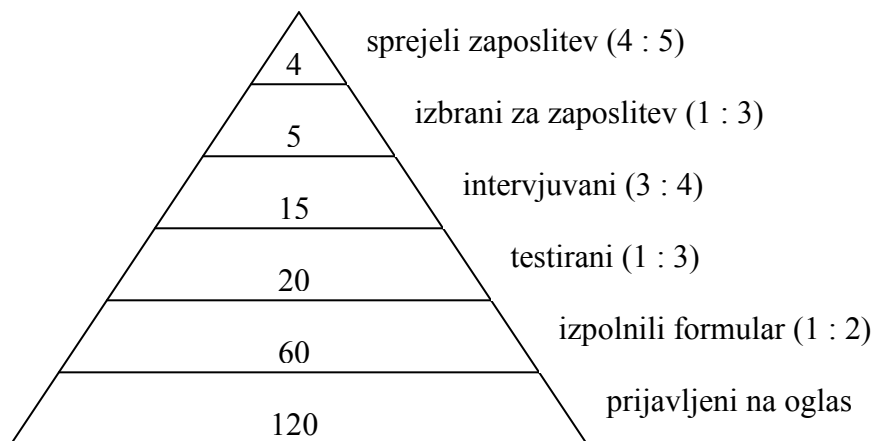 sprejeli zaposlitev (4 : 5)
4
izbrani za zaposlitev (1 : 3)
5
intervjuvani (3 : 4)
15
testirani (1 : 3)
20
izpolnili formular (1 : 2)
60
prijavljeni na oglas
120